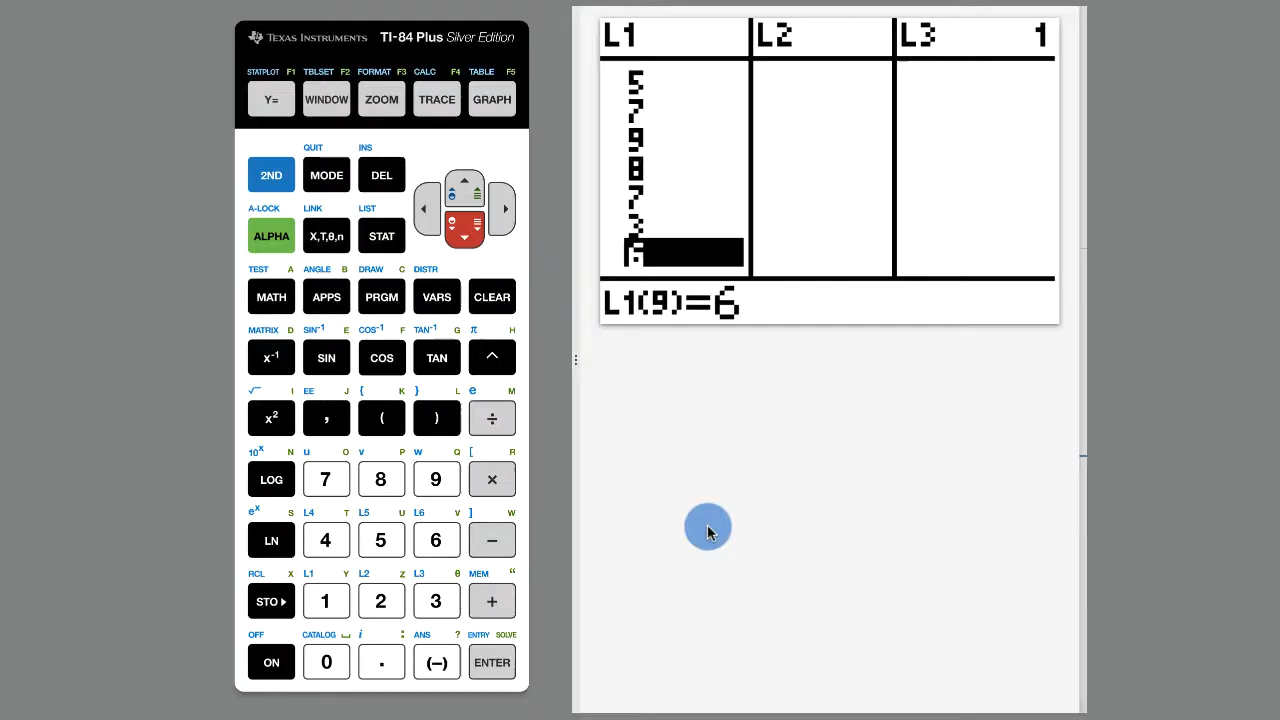 TEXAS INSTRUMENTS TI-84 Plus Silver Edition
STATPLOT F1 TBLSET F2 FORMAT F3 CALC F4 TABLE F5
Y= WINDOW ZOOM TRACE GRAPH
QUIT INS
2ND MODE DEL
A-LOCK LINK LIST
ALPHA X,T,θ,n STAT
TEST A ANGLE B DRAW C DISTR
MATH APPS PRGM VARS CLEAR
MATRIX D SIN⁻¹ E COS⁻¹ F TAN⁻¹ G π H
x⁻¹ SIN COS TAN ^
√ I EE J { K } L e M
x² , ( ) ÷
10ˣ N u O v P w Q [ R
LOG 7 8 9 ×
eˣ S L4 T L5 U L6 V ] W
LN 4 5 6 −
RCL X L1 Y L2 Z L3 θ MEM “
STO▸ 1 2 3 +
OFF CATALOG ⎵ i : ANS ? ENTRY SOLVE
ON 0 . (−) ENTER
L1 L2 L3 1
5
7
9
8
7
3
6
L1(9)=6